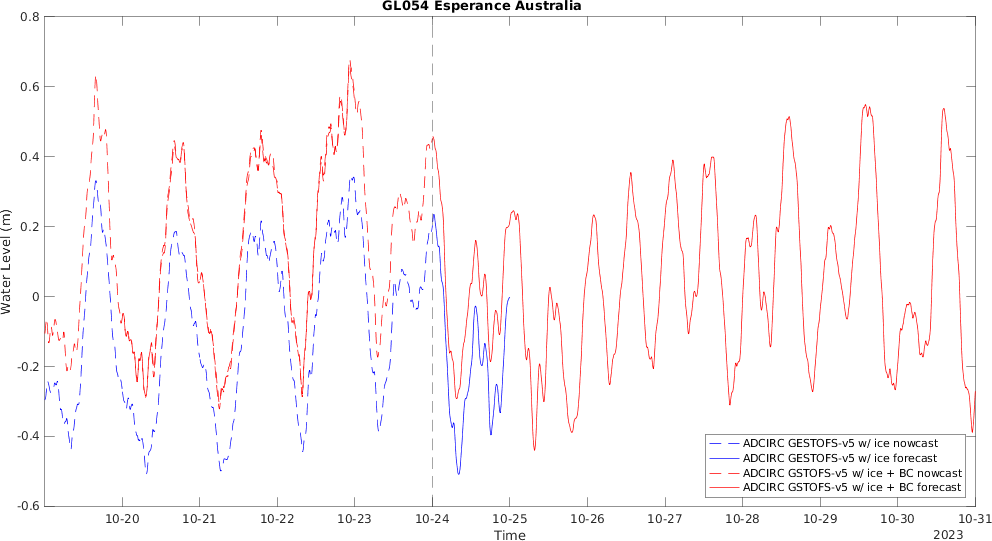 GL054 Esperance Australia
0.8
0.6
0.4
0.2
0
-0.2
-0.4
-0.6
Water Level (m)
ADCIRC GESTOFS-v5 w/ ice nowcast
ADCIRC GESTOFS-v5 w/ ice forecast
ADCIRC GSTOFS-v5 w/ ice + BC nowcast
ADCIRC GSTOFS-v5 w/ ice + BC forecast
10-20 10-21 10-22 10-23 10-24 10-25 10-26 10-27 10-28 10-29 10-30 10-31
Time
2023